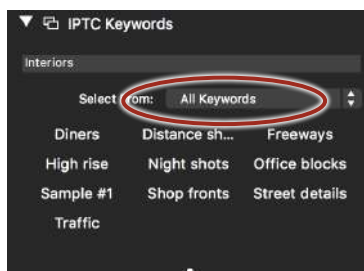 IPTC Keywords
Interiors
Select from: All Keywords
Diners Distance sh... Freeways
High rise Night shots Office blocks
Sample #1 Shop fronts Street details
Traffic